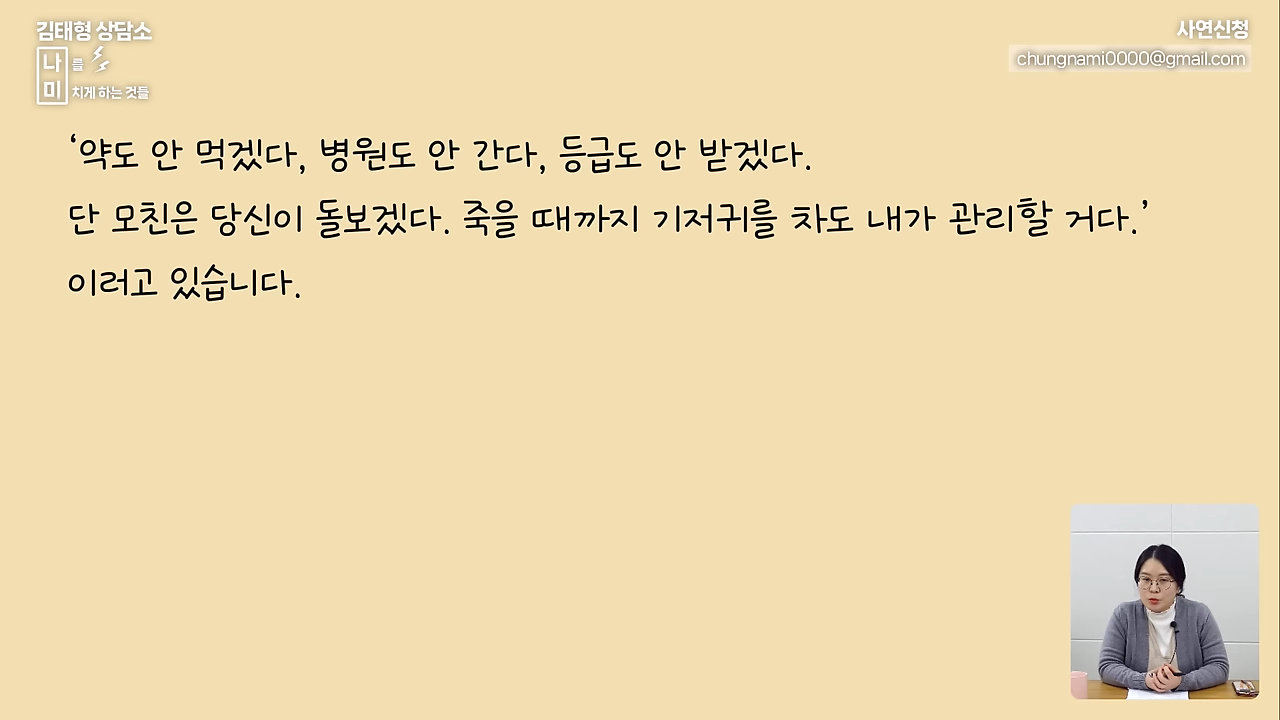 김태형 상담소
나를
미치게 하는 것들
사연신청
chungnami0000@gmail.com
‘약도 안 먹겠다, 병원도 안 간다, 등급도 안 받겠다.
단 모친은 당신이 돌보겠다. 죽을 때까지 기저귀를 차도 내가 관리할 거다.’
이러고 있습니다.